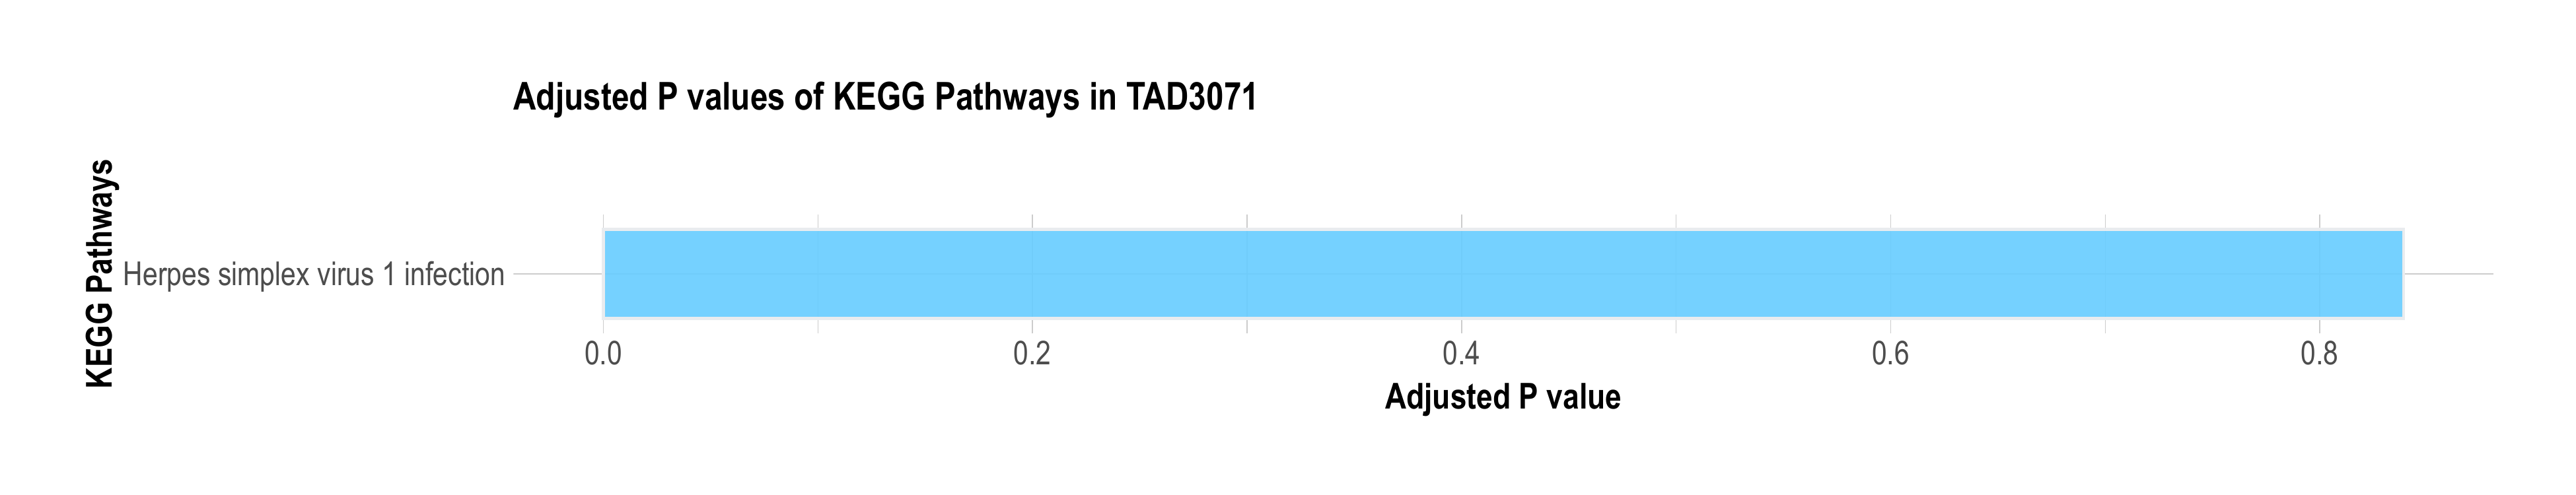 Adjusted P values of KEGG Pathways in TAD3071
KEGG Pathways
Herpes simplex virus 1 infection
0.0 0.2 0.4 0.6 0.8
Adjusted P value